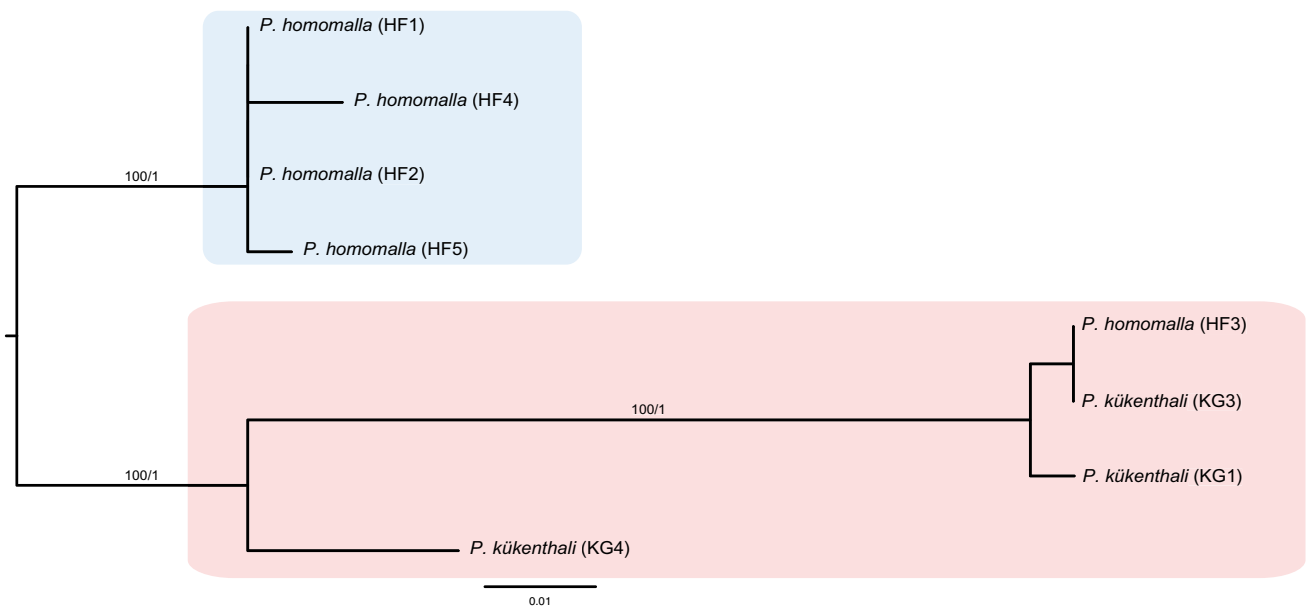 P. homomalla (HF1)
P. homomalla (HF4)
100/1
P. homomalla (HF2)
P. homomalla (HF5)
P. homomalla (HF3)
P. kükenthali (KG3)
100/1
100/1
P. kükenthali (KG1)
P. kükenthali (KG4)
0.01